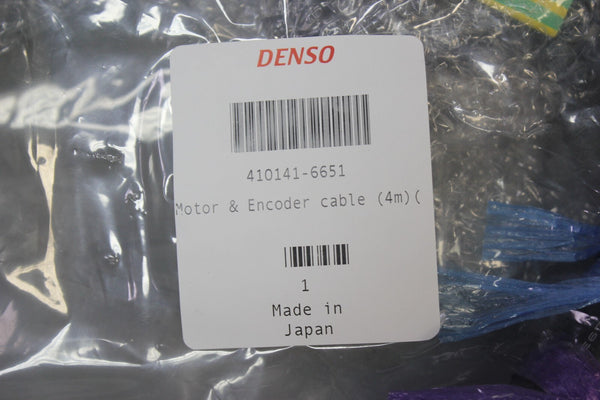 DENSO
410141-6651
Motor & Encoder cable (4m)(
1
Made in
Japan